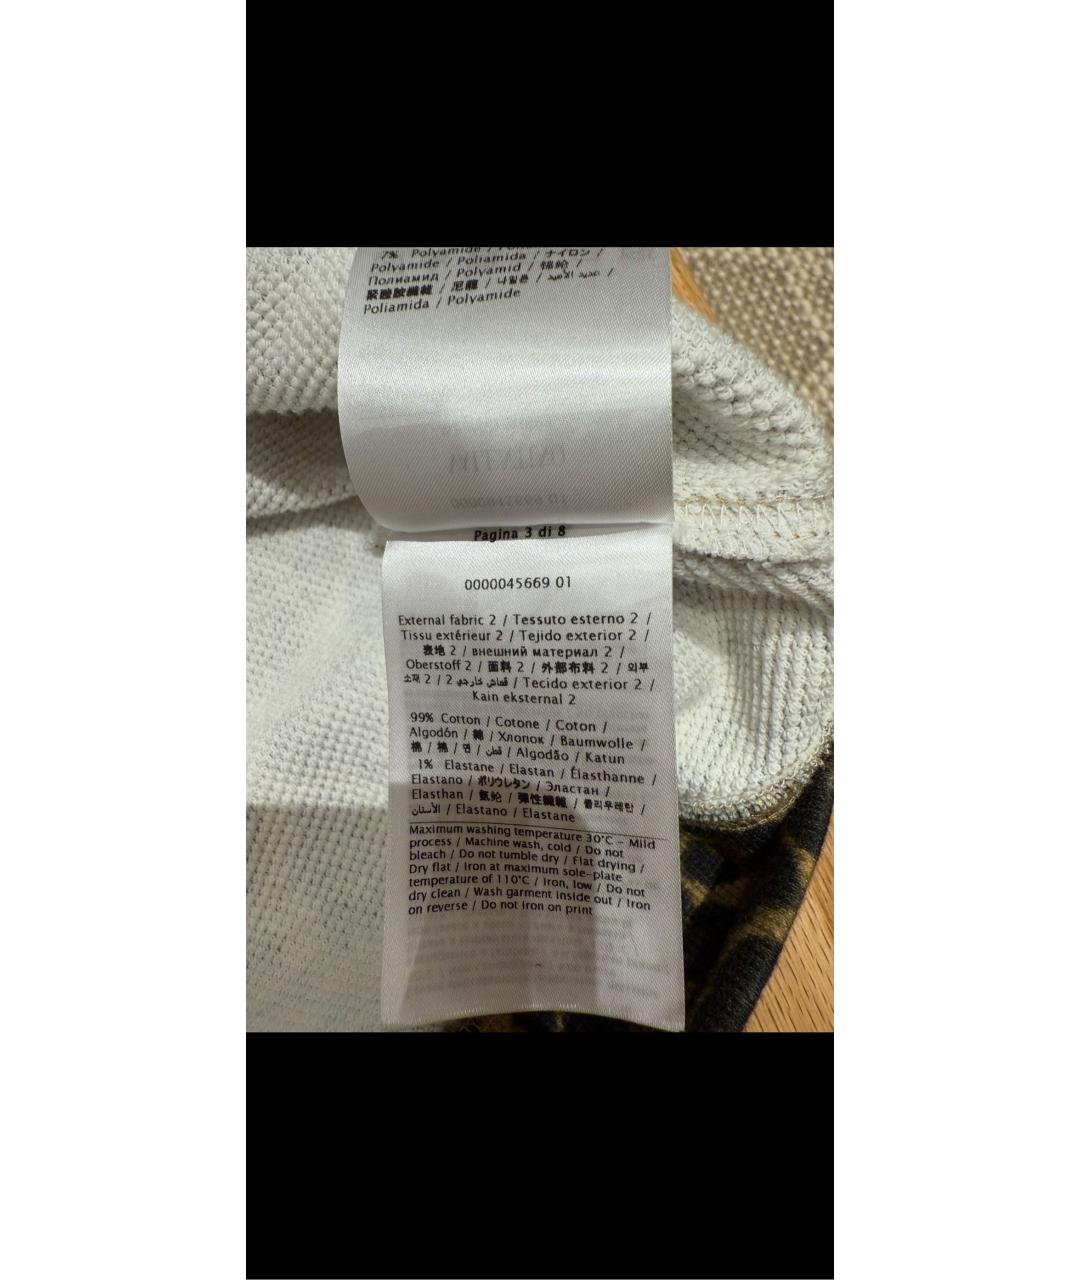 7% Polyamide /
Polyamide / Poliamida / ナイロン /
Полиамид / Polyamid / 锦纶 /
聚醯胺纖維 / 尼龍 / 나일론 /
Poliamida / Polyamide
VALENTINO
0000045669 01
Pagina 3 di 8
0000045669 01
External fabric 2 / Tessuto esterno 2 /
Tissu extérieur 2 / Tejido exterior 2 /
表地 2 / внешний материал 2 /
Oberstoff 2 / 面料 2 / 外部布料 2 / 외부
소재 2 / قماش خارجي 2 / Tecido exterior 2 /
Kain eksternal 2
99% Cotton / Cotone / Coton /
Algodón / 綿 / Хлопок / Baumwolle /
棉 / 棉 / 면 / قطن / Algodão / Katun
1% Elastane / Elastan / Élasthanne /
Elastano / ポリウレタン / Эластан /
Elasthan / 氨纶 / 彈性纖維 / 폴리우레탄 /
الأستان / Elastano / Elastane
Maximum washing temperature 30°C - Mild
process / Machine wash, cold / Do not
bleach / Do not tumble dry / Flat drying /
Dry flat / Iron at maximum sole-plate
temperature of 110°C / Iron, low / Do not
dry clean / Wash garment inside out / Iron
on reverse / Do not iron on print